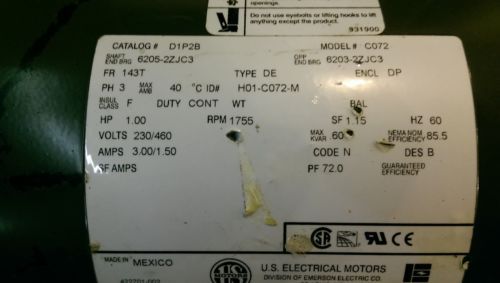 openings.
Do not use eyebolts or lifting hooks to lift
anything except the product.
931900
CATALOG # D1P2B MODEL # C072
SHAFT END BRG 6205-2ZJC3 OPP END BRG 6203-2ZJC3
FR 143T TYPE DE ENCL DP
PH 3 MAX AMB 40 °C ID# H01-C072-M
INSUL CLASS F DUTY CONT WT BAL
HP 1.00 RPM 1755 SF 1.15 HZ 60
VOLTS 230/460 MAX KVAR .60 NEMA NOM EFFICIENCY 85.5
AMPS 3.00/1.50 CODE N DES B
SF AMPS PF 72.0 GUARANTEED EFFICIENCY
MADE IN MEXICO
U.S. ELECTRICAL MOTORS
DIVISION OF EMERSON ELECTRIC CO.
US
MOTORS